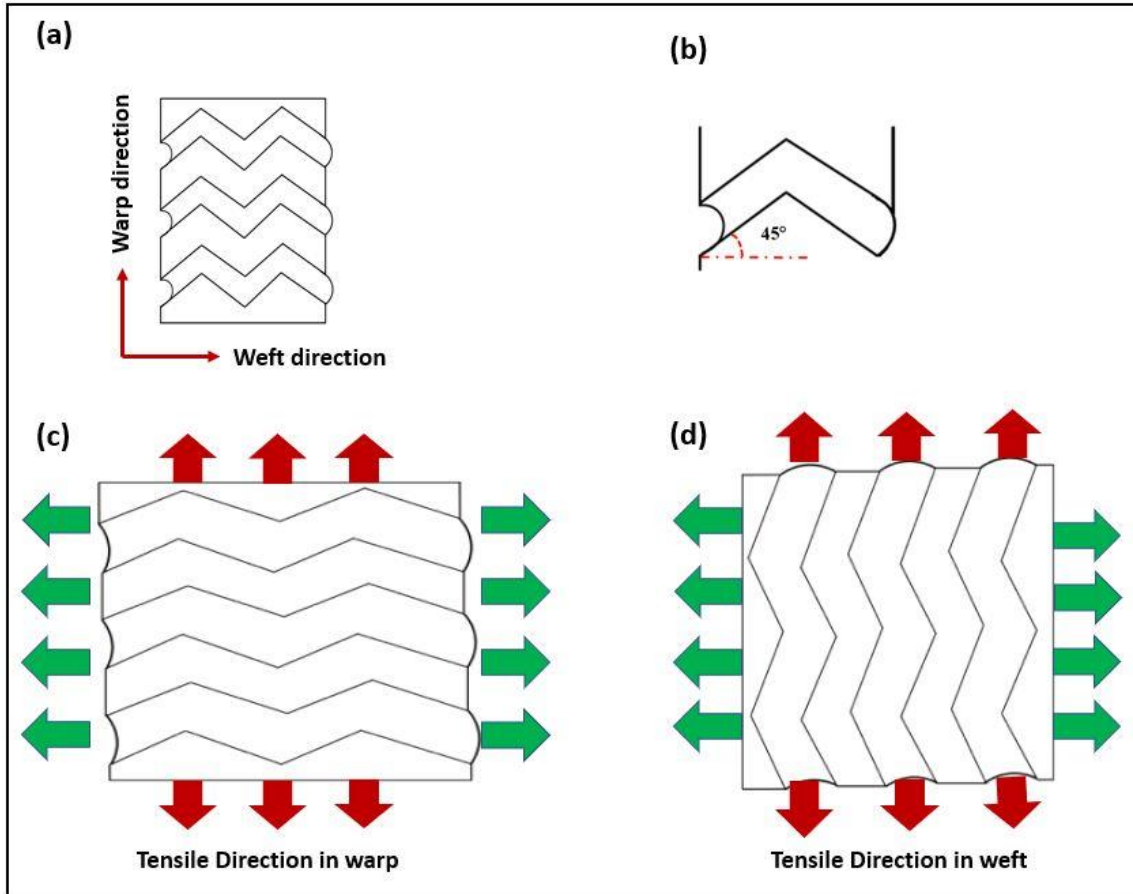 (a)
Warp direction
Weft direction
(b)
45°
(c)
Tensile Direction in warp
(d)
Tensile Direction in weft